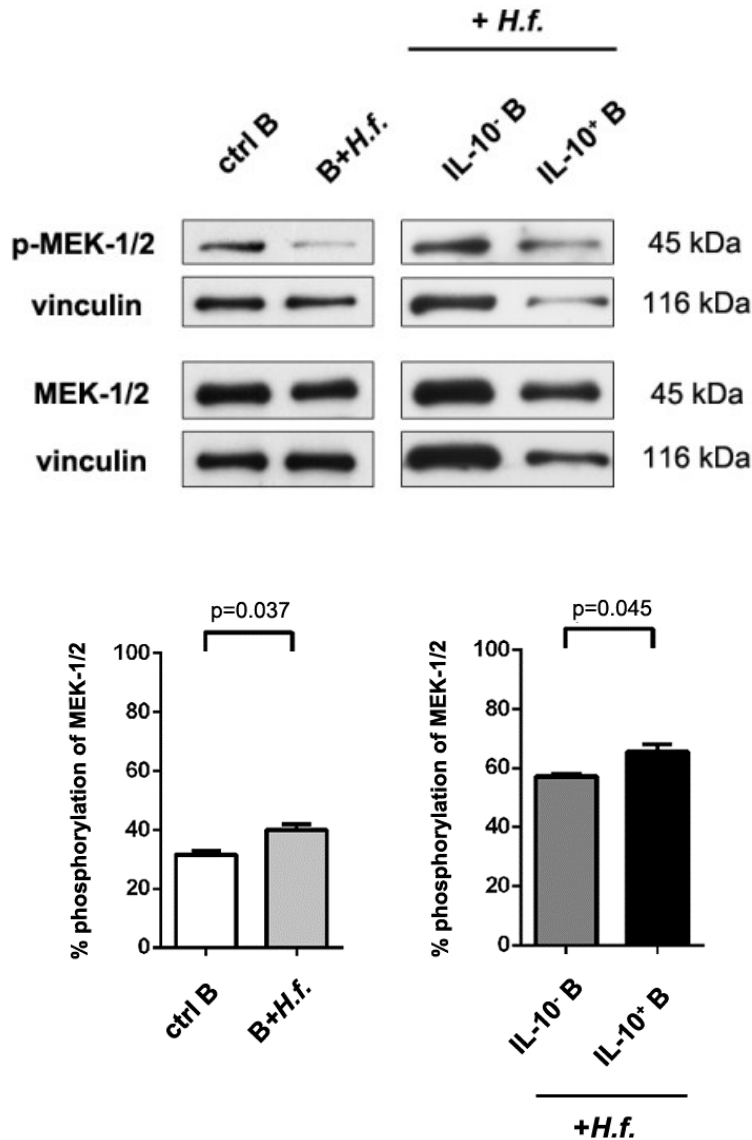 + H.f.
ctrl B B+H.f. IL-10⁻ B IL-10⁺ B
p-MEK-1/2 45 kDa
vinculin 116 kDa
MEK-1/2 45 kDa
vinculin 116 kDa
p=0.037
% phosphorylation of MEK-1/2
100
80
60
40
20
0
ctrl B B+H.f.
p=0.045
% phosphorylation of MEK-1/2
100
80
60
40
20
0
IL-10⁻ B IL-10⁺ B
+H.f.